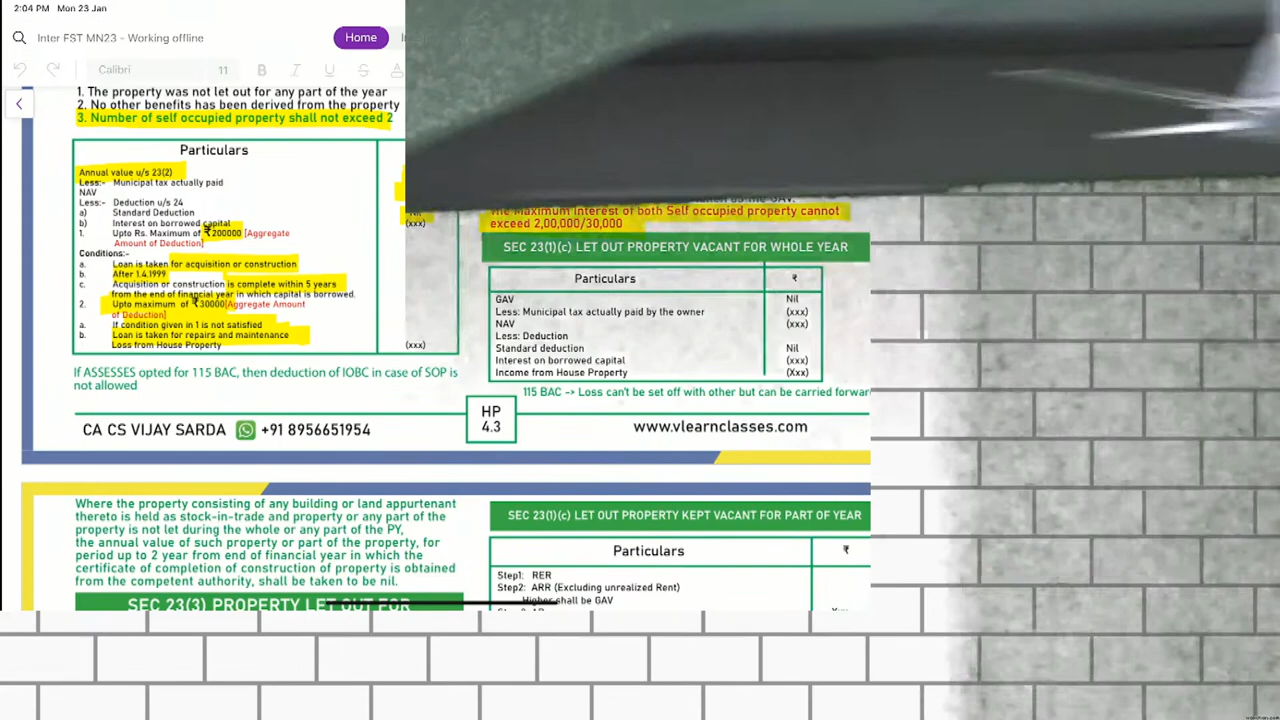 2:04 PM Mon 23 Jan
Inter FST MN23 - Working offline
Home
Calibri
11
B
I
U
S
A
1. The property was not let out for any part of the year
2. No other benefits has been derived from the property
3. Number of self occupied property shall not exceed 2
Particulars
Annual value u/s 23(2)
Less:- Municipal tax actually paid
NAV
Less:- Deduction u/s 24
a) Standard Deduction
Nil
b) Interest on borrowed capital
(xxx)
1. Upto Rs. Maximum of ₹200000 [Aggregate
Amount of Deduction]
Conditions:-
a. Loan is taken for acquisition or construction
b. After 1.4.1999
c. Acquisition or construction is complete within 5 years
from the end of financial year in which capital is borrowed.
2. Upto maximum of ₹30000[Aggregate Amount
of Deduction]
a. If condition given in 1 is not satisfied
b. Loan is taken for repairs and maintenance
Loss from House Property
(xxx)
If ASSESSES opted for 115 BAC, then deduction of IOBC in case of SOP is
not allowed
The Maximum Interest of both Self occupied property cannot
exceed 2,00,000/30,000
SEC 23(1)(c) LET OUT PROPERTY VACANT FOR WHOLE YEAR
Particulars ₹
GAV Nil
Less: Municipal tax actually paid by the owner (xxx)
NAV (xxx)
Less: Deduction
Standard deduction Nil
Interest on borrowed capital (xxx)
Income from House Property (Xxx)
115 BAC -> Loss can't be set off with other but can be carried forwar
CA CS VIJAY SARDA +91 8956651954
HP
4.3
www.vlearnclasses.com
Where the property consisting of any building or land appurtenant
thereto is held as stock-in-trade and property or any part of the
property is not let during the whole or any part of the PY,
the annual value of such property or part of the property, for
period up to 2 year from end of financial year in which the
certificate of completion of construction of property is obtained
from the competent authority, shall be taken to be nil.
SEC 23(3) PROPERTY LET OUT FOR
SEC 23(1)(c) LET OUT PROPERTY KEPT VACANT FOR PART OF YEAR
Particulars ₹
Step1: RER
Step2: ARR (Excluding unrealized Rent)
Higher shall be GAV